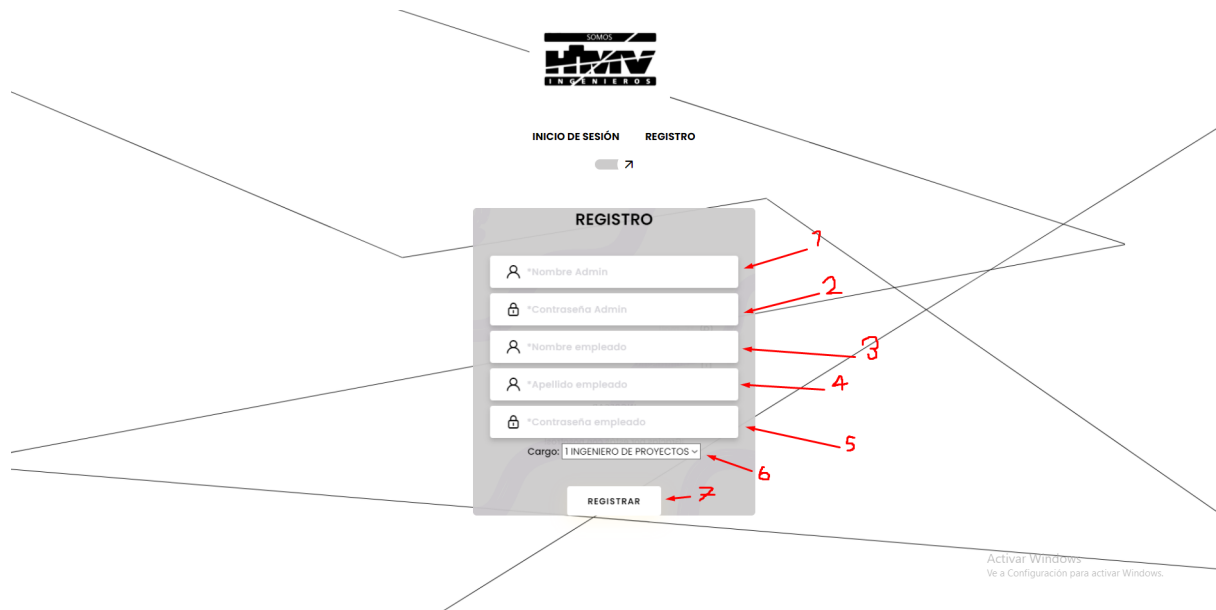 SOMOS
HMV
INGENIEROS
INICIO DE SESIÓN REGISTRO
REGISTRO
1
*Nombre Admin
2
*Contraseña Admin
*Nombre empleado 3
*Apellido empleado 4
*Contraseña empleado
5
Cargo: 1 INGENIERO DE PROYECTOS
6
REGISTRAR 7
Activar Windows
Ve a Configuración para activar Windows.